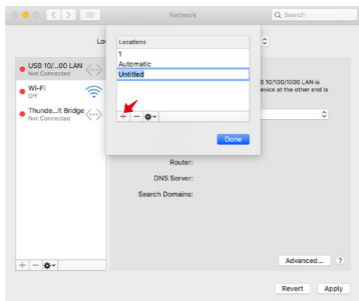 Network
Search
Lo
Locations
1
Automatic
Untitled
USB 10/...00 LAN
Not Connected
Wi-Fi
Off
Thunde...lt Bridge
Not Connected
10/100/1000 LAN is
device at the other end is
Done
Router:
DNS Server:
Search Domains:
Advanced...
?
Revert
Apply